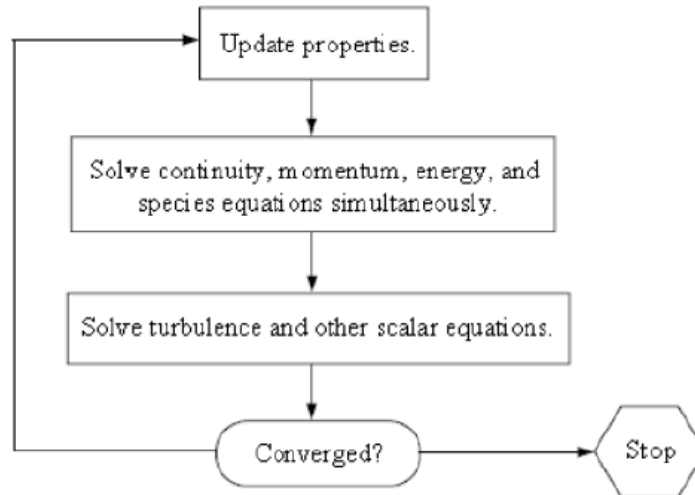 Update properties.
Solve continuity, momentum, energy, and
species equations simultaneously.
Solve turbulence and other scalar equations.
Converged?
Stop